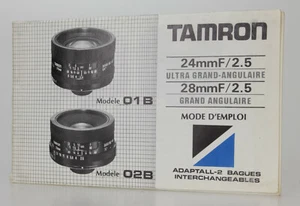 TAMRON
24mmF/2.5
ULTRA GRAND-ANGULAIRE
28mmF/2.5
GRAND ANGULAIRE
MODE D'EMPLOI
ADAPTALL-2 BAGUES
INTERCHANGEABLES
Modele 01B
Modele 02B